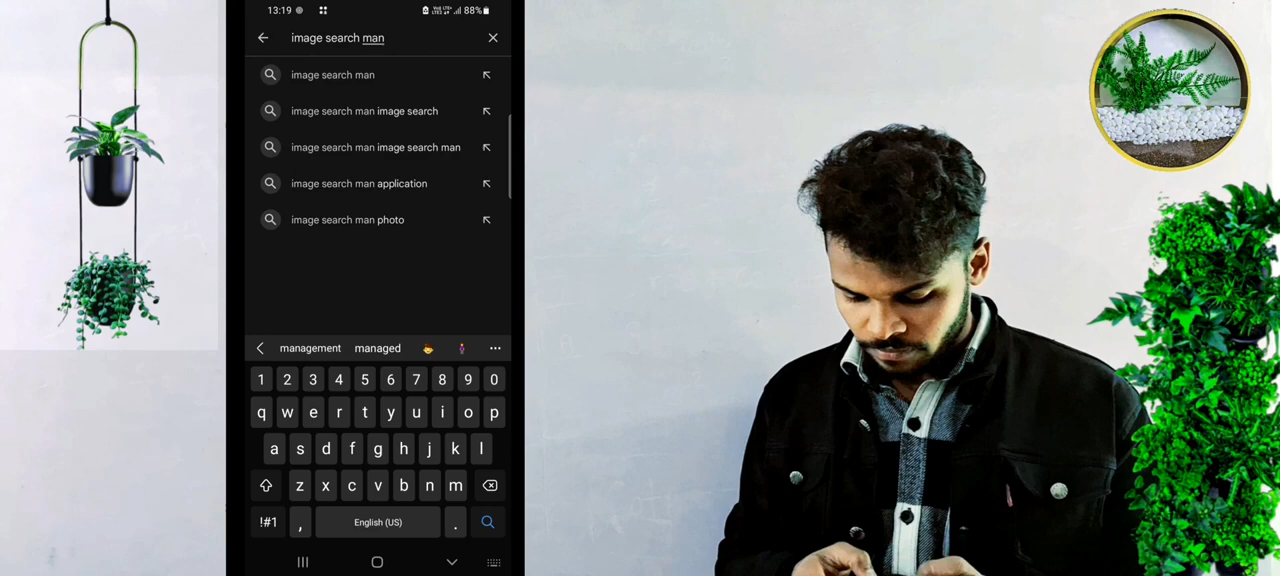 13:19
88%
image search man
image search man
image search man image search
image search man image search man
image search man application
image search man photo
management managed
1 2 3 4 5 6 7 8 9 0
q w e r t y u i o p
a s d f g h j k l
z x c v b n m
!#1 , English (US) .